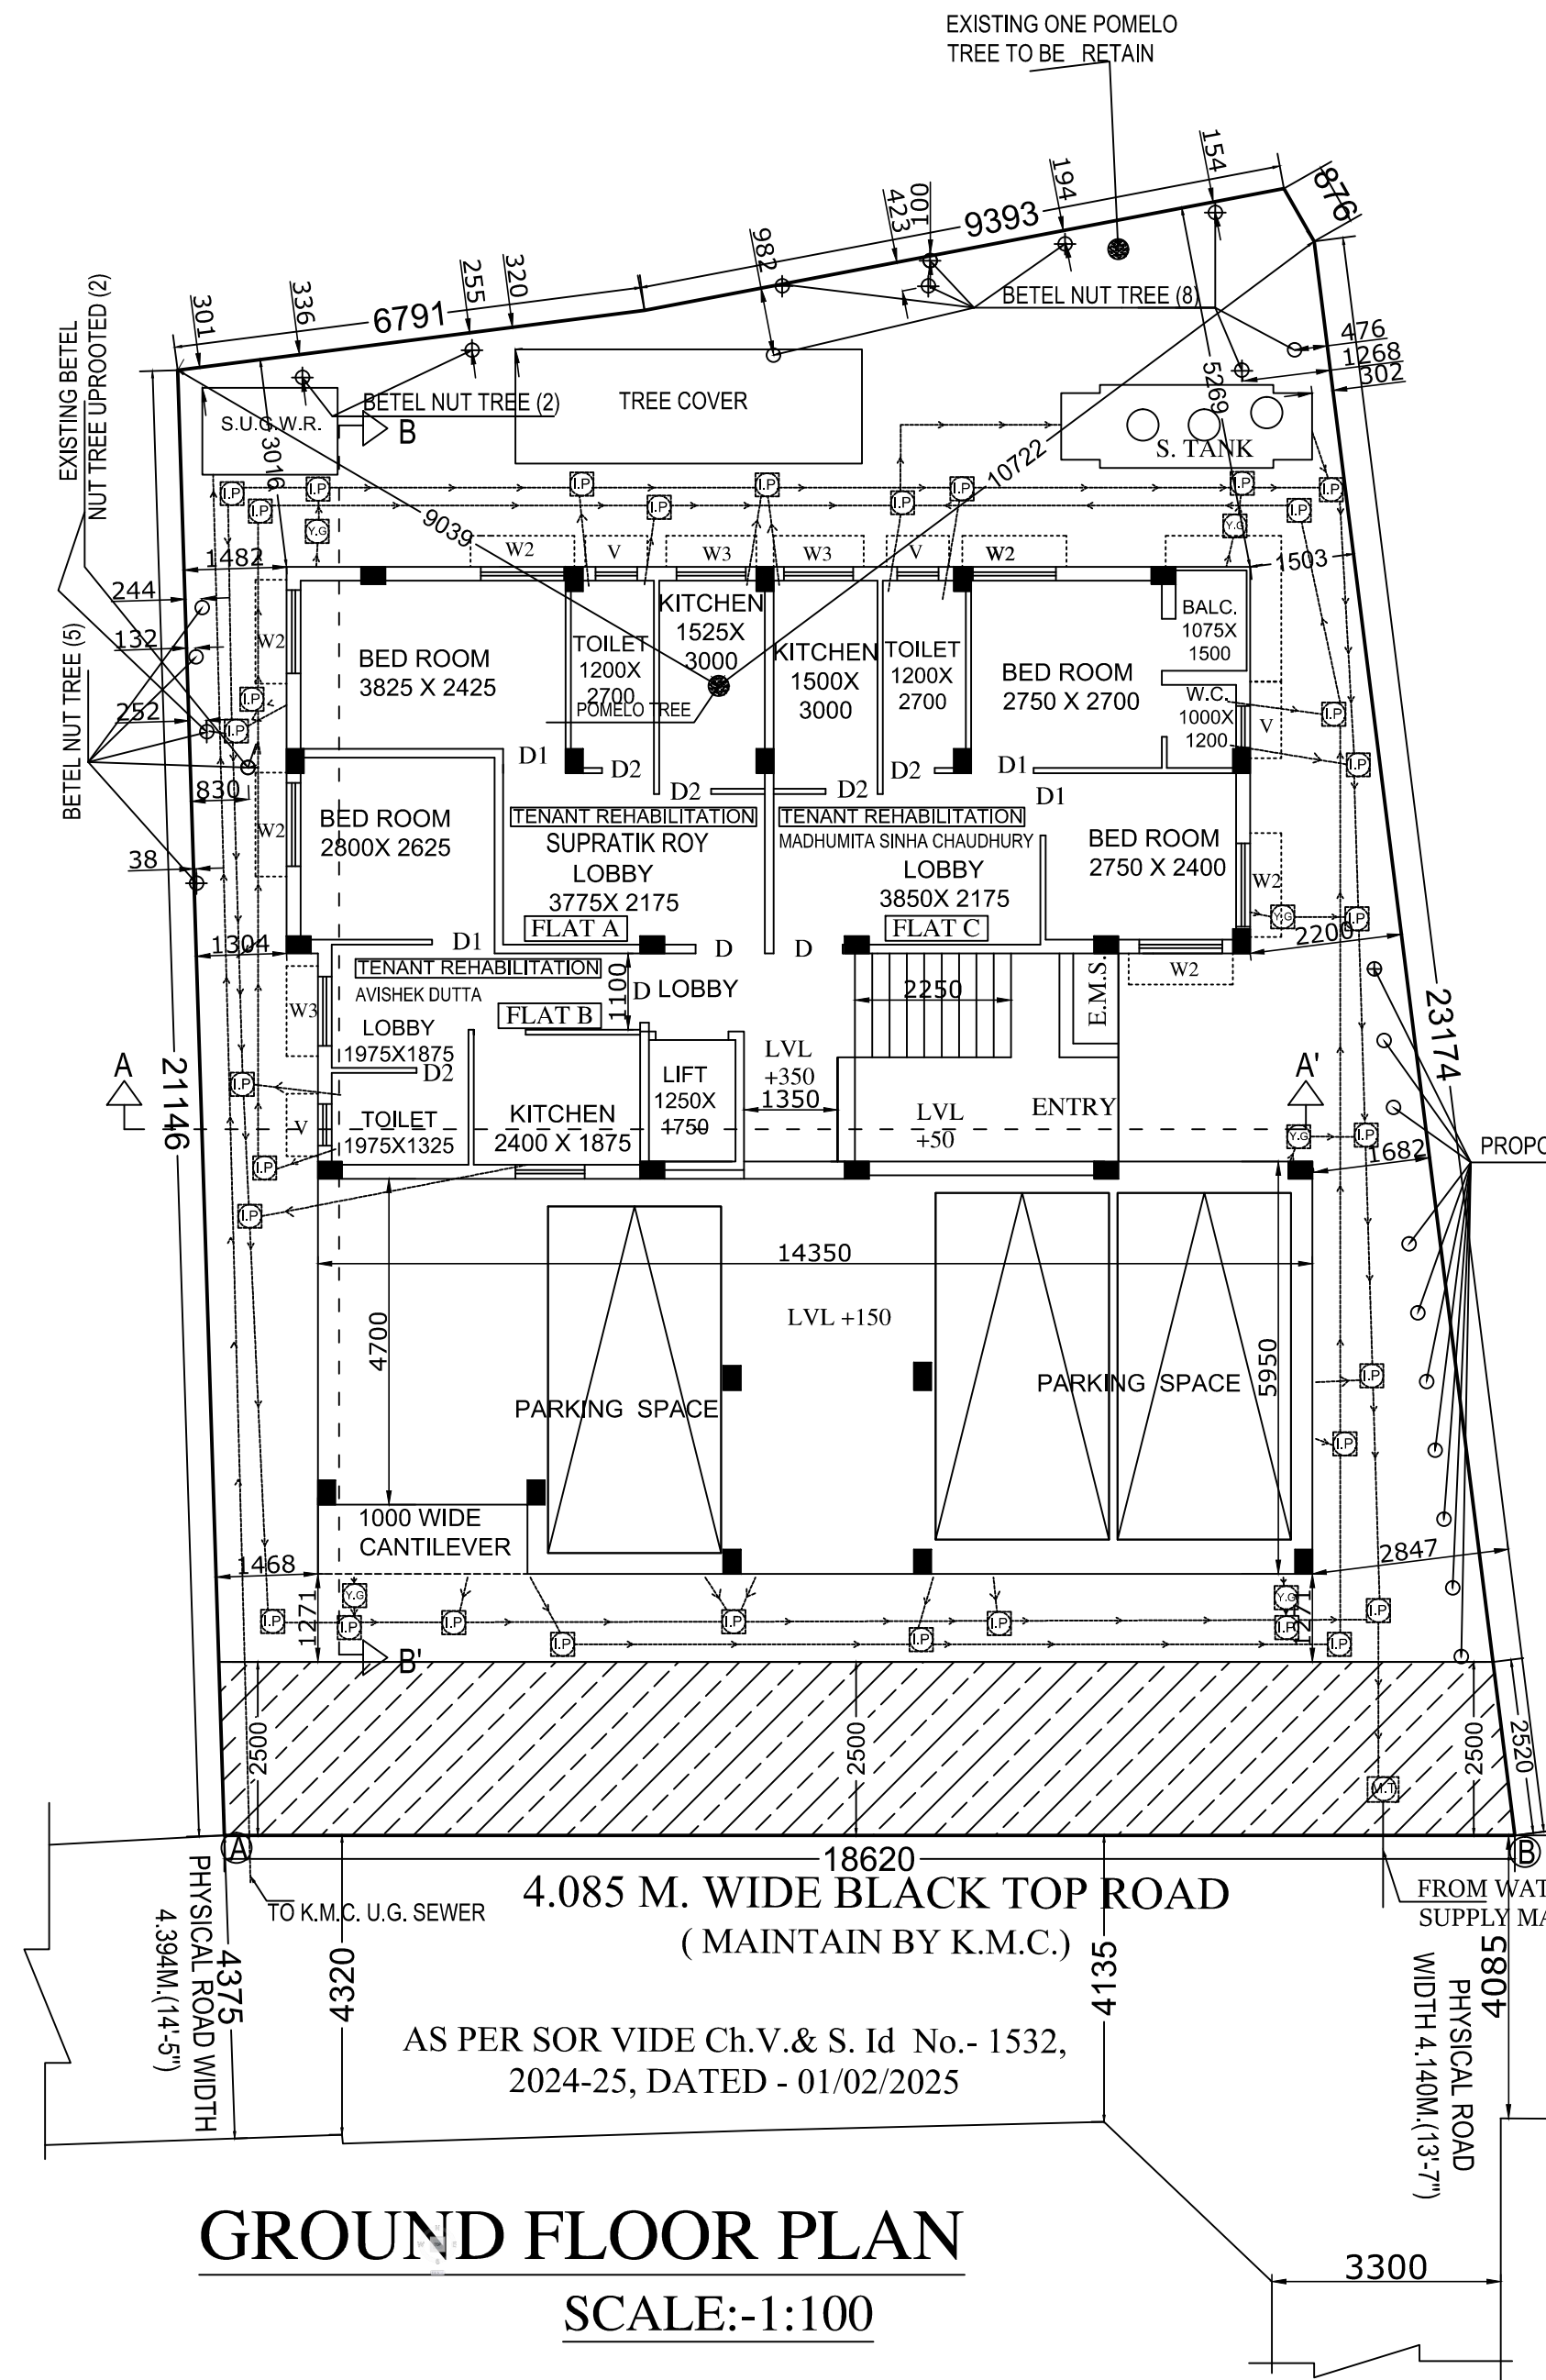 EXISTING ONE POMELO
TREE TO BE RETAIN
154
876
194
001
423
9393
982
320
255
336
301
6791
BETEL NUT TREE (8)
EXISTING BETEL
NUT TREE UPROOTED (2)
476
1268
302
S.U.G.W.R.
BETEL NUT TREE (2)
B
TREE COVER
5269
S. TANK
3016
10722
9039
I.P
I.P
I.P
I.P
I.P
I.P
I.P
I.P
I.P
I.P
I.P
I.P
Y.G
Y.G
1482
W2
V
W3
W3
V
W2
1503
244
132
252
830
38
BETEL NUT TREE (5)
W2
BED ROOM
3825 X 2425
TOILET
1200X
2700
KITCHEN
1525X
3000
POMELO TREE
KITCHEN
1500X
3000
TOILET
1200X
2700
BED ROOM
2750 X 2700
BALC.
1075X
1500
W.C.
1000X
1200
V
I.P
I.P
I.P
I.P
D1
D2
D2
D2
D2
D1
D1
W2
BED ROOM
2800X 2625
TENANT REHABILITATION
SUPRATIK ROY
LOBBY
3775X 2175
FLAT A
TENANT REHABILITATION
MADHUMITA SINHA CHAUDHURY
LOBBY
3850X 2175
FLAT C
BED ROOM
2750 X 2400
W2
Y.G
I.P
1304
D1
D
D
2200
W2
TENANT REHABILITATION
AVISHEK DUTTA
FLAT B
1100
D
LOBBY
2250
E.M.S.
W3
LOBBY
1975X1875
D2
LIFT
1250X
1750
LVL
+350
1350
LVL
+50
ENTRY
23174
A
A'
21146
I.P
V
TOILET
1975X1325
KITCHEN
2400 X 1875
Y.G
I.P
1682
PROPO
I.P
I.P
14350
LVL +150
4700
5950
PARKING SPACE
PARKING SPACE
I.P
I.P
1000 WIDE
CANTILEVER
1468
2847
1271
1271
Y.G
Y.G
I.P
I.P
I.P
I.P
I.P
I.P
I.P
I.P
I.P
I.P
B'
2500
2500
2500
2520
M.T
A
B
18620
4.085 M. WIDE BLACK TOP ROAD
( MAINTAIN BY K.M.C.)
TO K.M.C. U.G. SEWER
FROM WAT
SUPPLY MA
PHYSICAL ROAD WIDTH
4.394M.(14'-5")
4375
4320
4135
4085
PHYSICAL ROAD
WIDTH 4.140M.(13'-7")
AS PER SOR VIDE Ch.V.& S. Id No.- 1532,
2024-25, DATED - 01/02/2025
GROUND FLOOR PLAN
SCALE:-1:100
3300